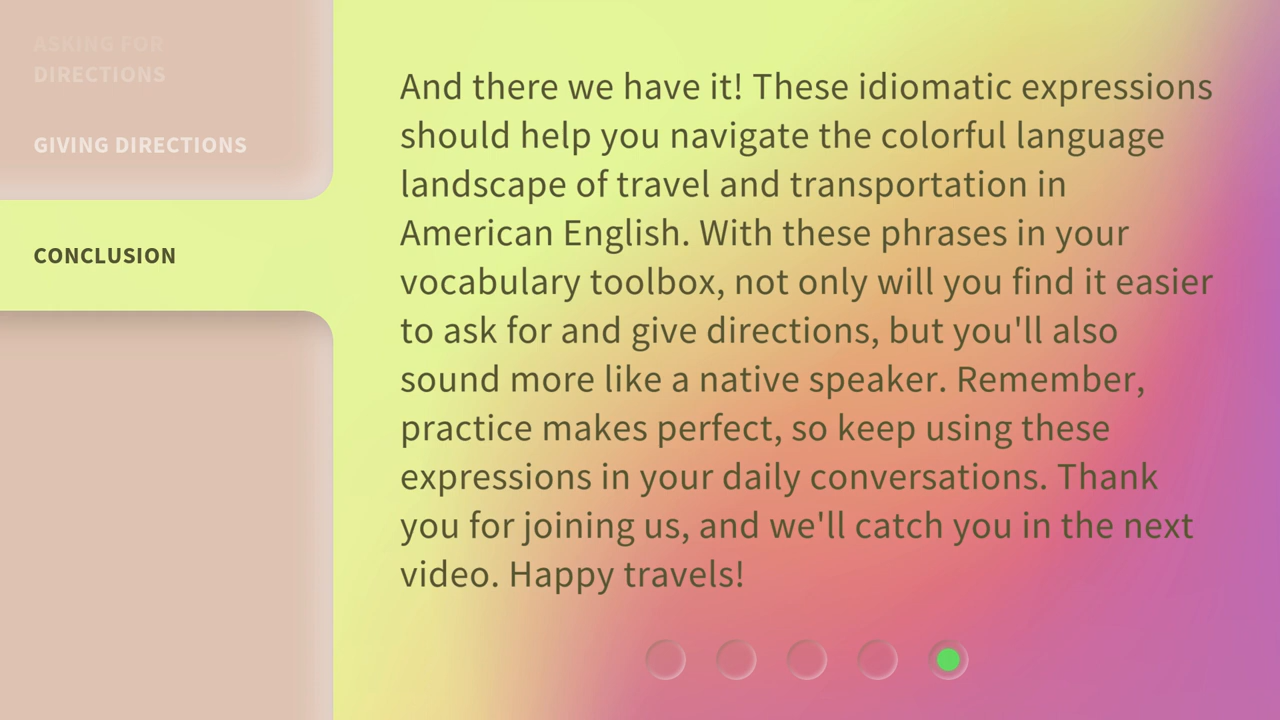 ASKING FOR
DIRECTIONS
GIVING DIRECTIONS
CONCLUSION
And there we have it! These idiomatic expressions
should help you navigate the colorful language
landscape of travel and transportation in
American English. With these phrases in your
vocabulary toolbox, not only will you find it easier
to ask for and give directions, but you'll also
sound more like a native speaker. Remember,
practice makes perfect, so keep using these
expressions in your daily conversations. Thank
you for joining us, and we'll catch you in the next
video. Happy travels!